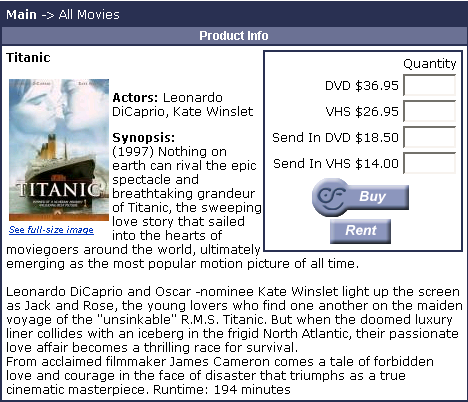 Main -> All Movies
Product Info
Titanic
Quantity
DVD $36.95
VHS $26.95
Send In DVD $18.50
Send In VHS $14.00
Buy
Rent
TITANIC
See full-size image
Actors: Leonardo
DiCaprio, Kate Winslet
Synopsis:
(1997) Nothing on
earth can rival the epic
spectacle and
breathtaking grandeur
of Titanic, the sweeping
love story that sailed
into the hearts of
moviegoers around the world, ultimately
emerging as the most popular motion picture of all time.
Leonardo DiCaprio and Oscar -nominee Kate Winslet light up the screen
as Jack and Rose, the young lovers who find one another on the maiden
voyage of the "unsinkable" R.M.S. Titanic. But when the doomed luxury
liner collides with an iceberg in the frigid North Atlantic, their passionate
love affair becomes a thrilling race for survival.
From acclaimed filmmaker James Cameron comes a tale of forbidden
love and courage in the face of disaster that triumphs as a true
cinematic masterpiece. Runtime: 194 minutes